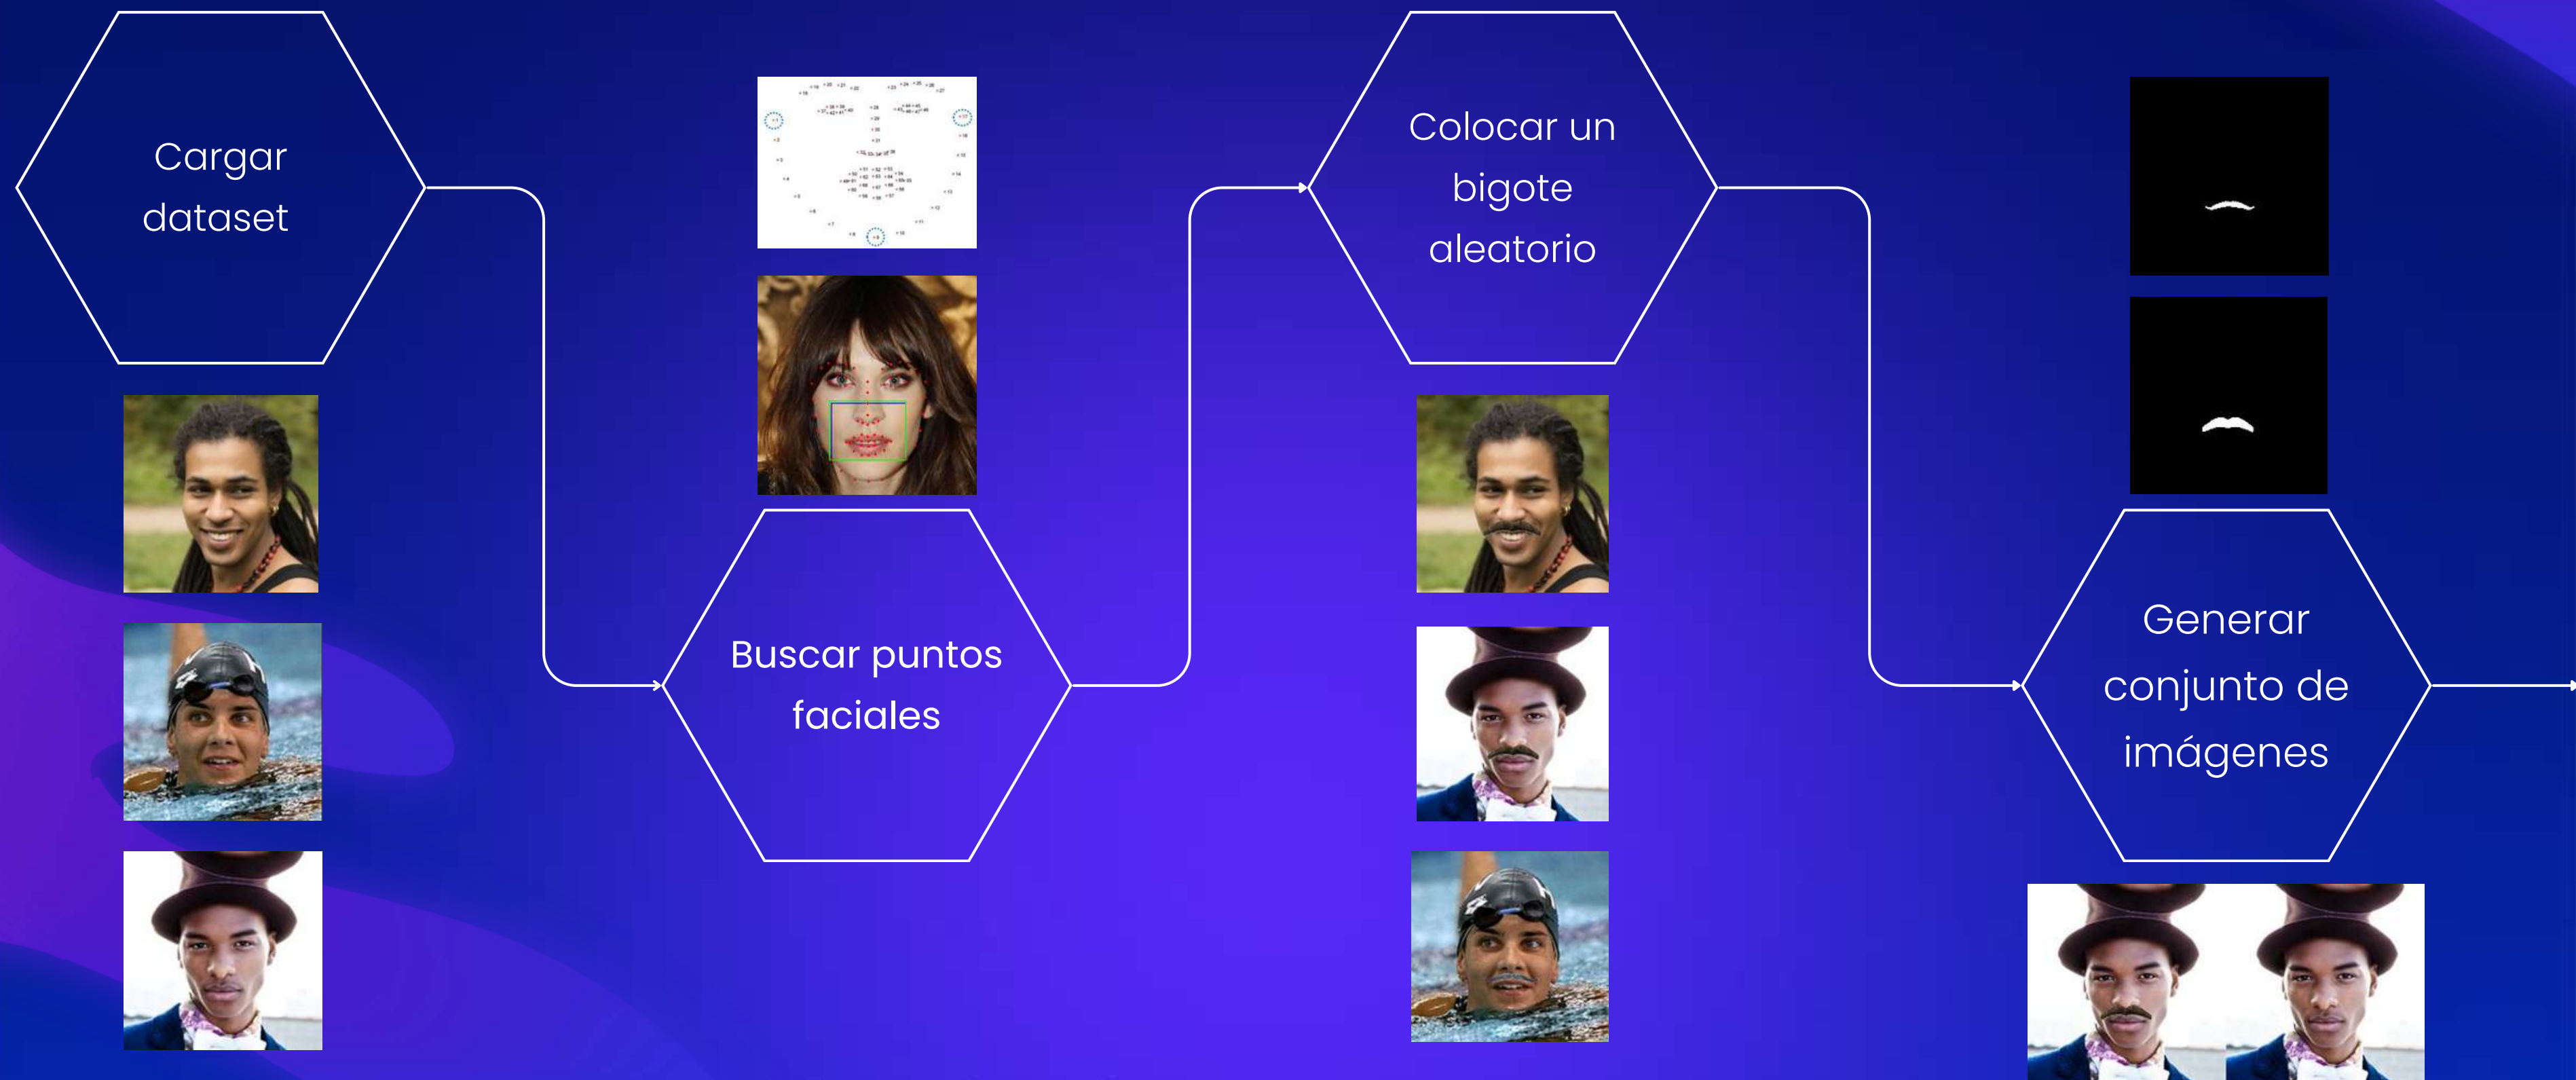 Cargar
dataset
Buscar puntos
faciales
Colocar un
bigote
aleatorio
Generar
conjunto de
imágenes